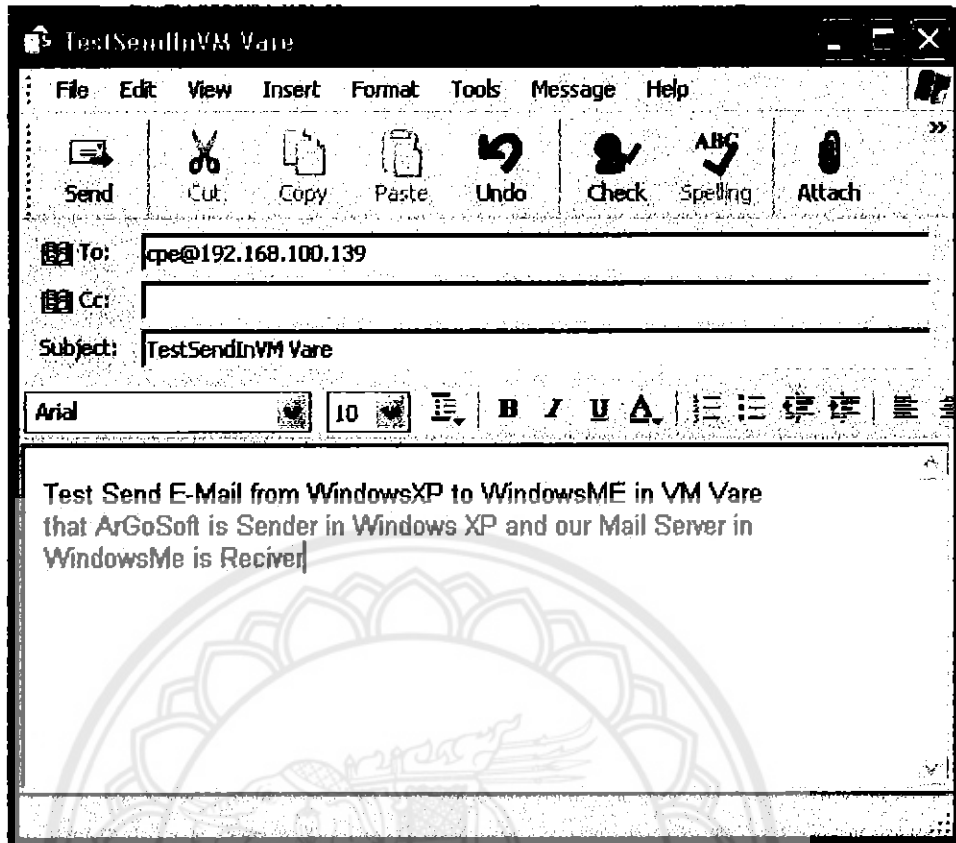 TestSendInVM Vare
File Edit View Insert Format Tools Message Help
Send Cut Copy Paste Undo Check Spelling Attach
To: cpe@192.168.100.139
Cc:
Subject: TestSendInVM Vare
Arial 10 B I U A
Test Send E-Mail from WindowsXP to WindowsME in VM Vare
that ArGoSoft is Sender in Windows XP and our Mail Server in
WindowsMe is Reciver